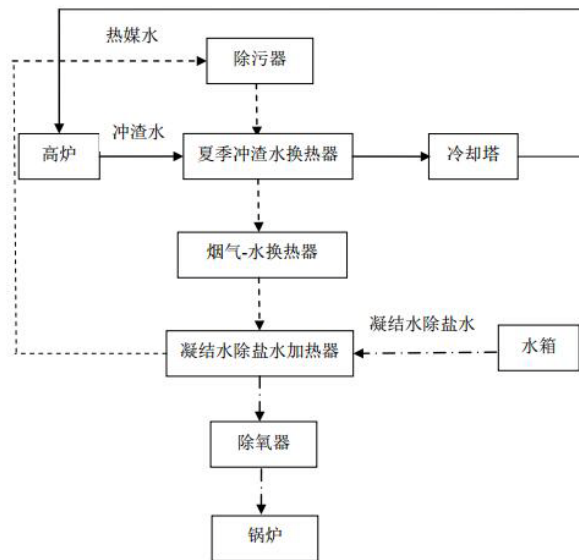 热媒水
除污器
冲渣水
高炉
夏季冲渣水换热器
冷却塔
烟气-水换热器
凝结水除盐水
凝结水除盐水加热器
水箱
除氧器
锅炉